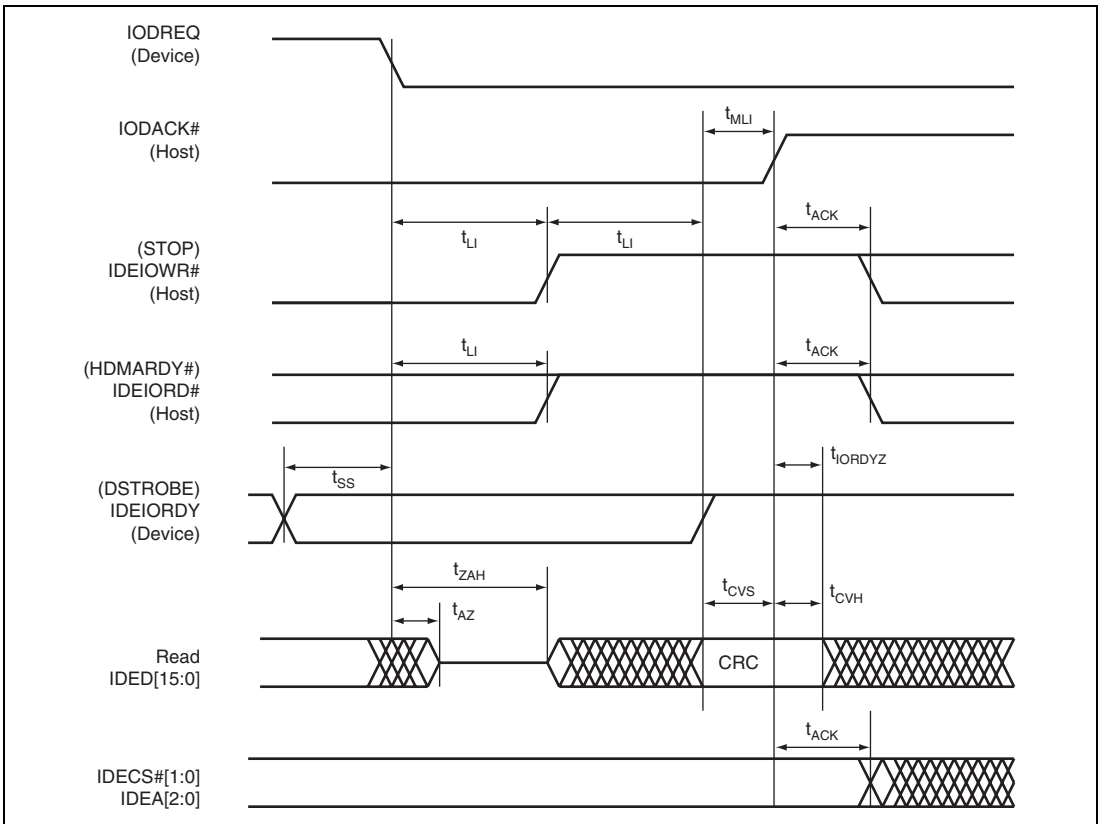 IODREQ
(Device)
IODACK#
(Host)
tMLI
tACK
tLI
tLI
(STOP)
IDEIOWR#
(Host)
tLI
tACK
(HDMARDY#)
IDEIORD#
(Host)
tIORDYZ
tSS
(DSTROBE)
IDEIORDY
(Device)
tZAH
tCVS
tCVH
tAZ
Read
IDED[15:0]
CRC
tACK
IDECS#[1:0]
IDEA[2:0]